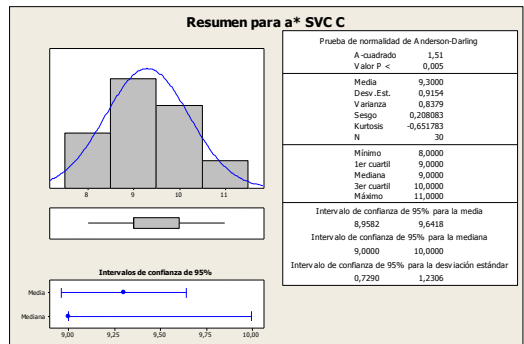 Resumen para a* SVC C
8 9 10 11
Intervalos de confianza de 95%
Media
Mediana
9,00 9,25 9,50 9,75 10,00
Prueba de normalidad de Anderson-Darling
A-cuadrado 1,51
Valor P < 0,005
Media 9,3000
Desv.Est. 0,9154
Varianza 0,8379
Sesgo 0,208083
Kurtosis -0,651783
N 30
Mínimo 8,0000
1er cuartil 9,0000
Mediana 9,0000
3er cuartil 10,0000
Máximo 11,0000
Intervalo de confianza de 95% para la media
8,9582 9,6418
Intervalo de confianza de 95% para la mediana
9,0000 10,0000
Intervalo de confianza de 95% para la desviación estándar
0,7290 1,2306